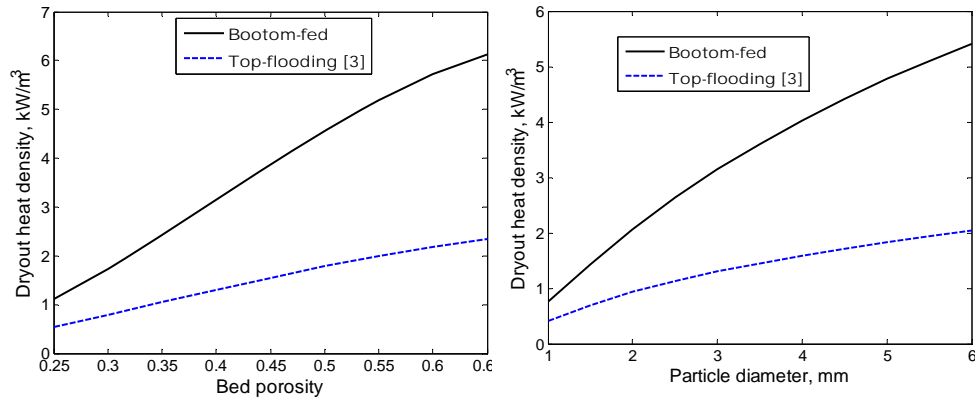 7
6
5
4
3
2
1
0
Dryout heat density, kW/m³
Bootom-fed
Top-flooding [3]
0.25 0.3 0.35 0.4 0.45 0.5 0.55 0.6 0.6
Bed porosity
6
5
4
3
2
1
0
Dryout heat density, kW/m³
Bootom-fed
Top-flooding [3]
1 2 3 4 5 6
Particle diameter, mm